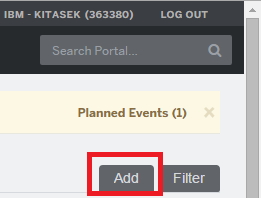 IBM - KITASEK (363380) LOG OUT
Search Portal...
Planned Events (1) ×
Add Filter